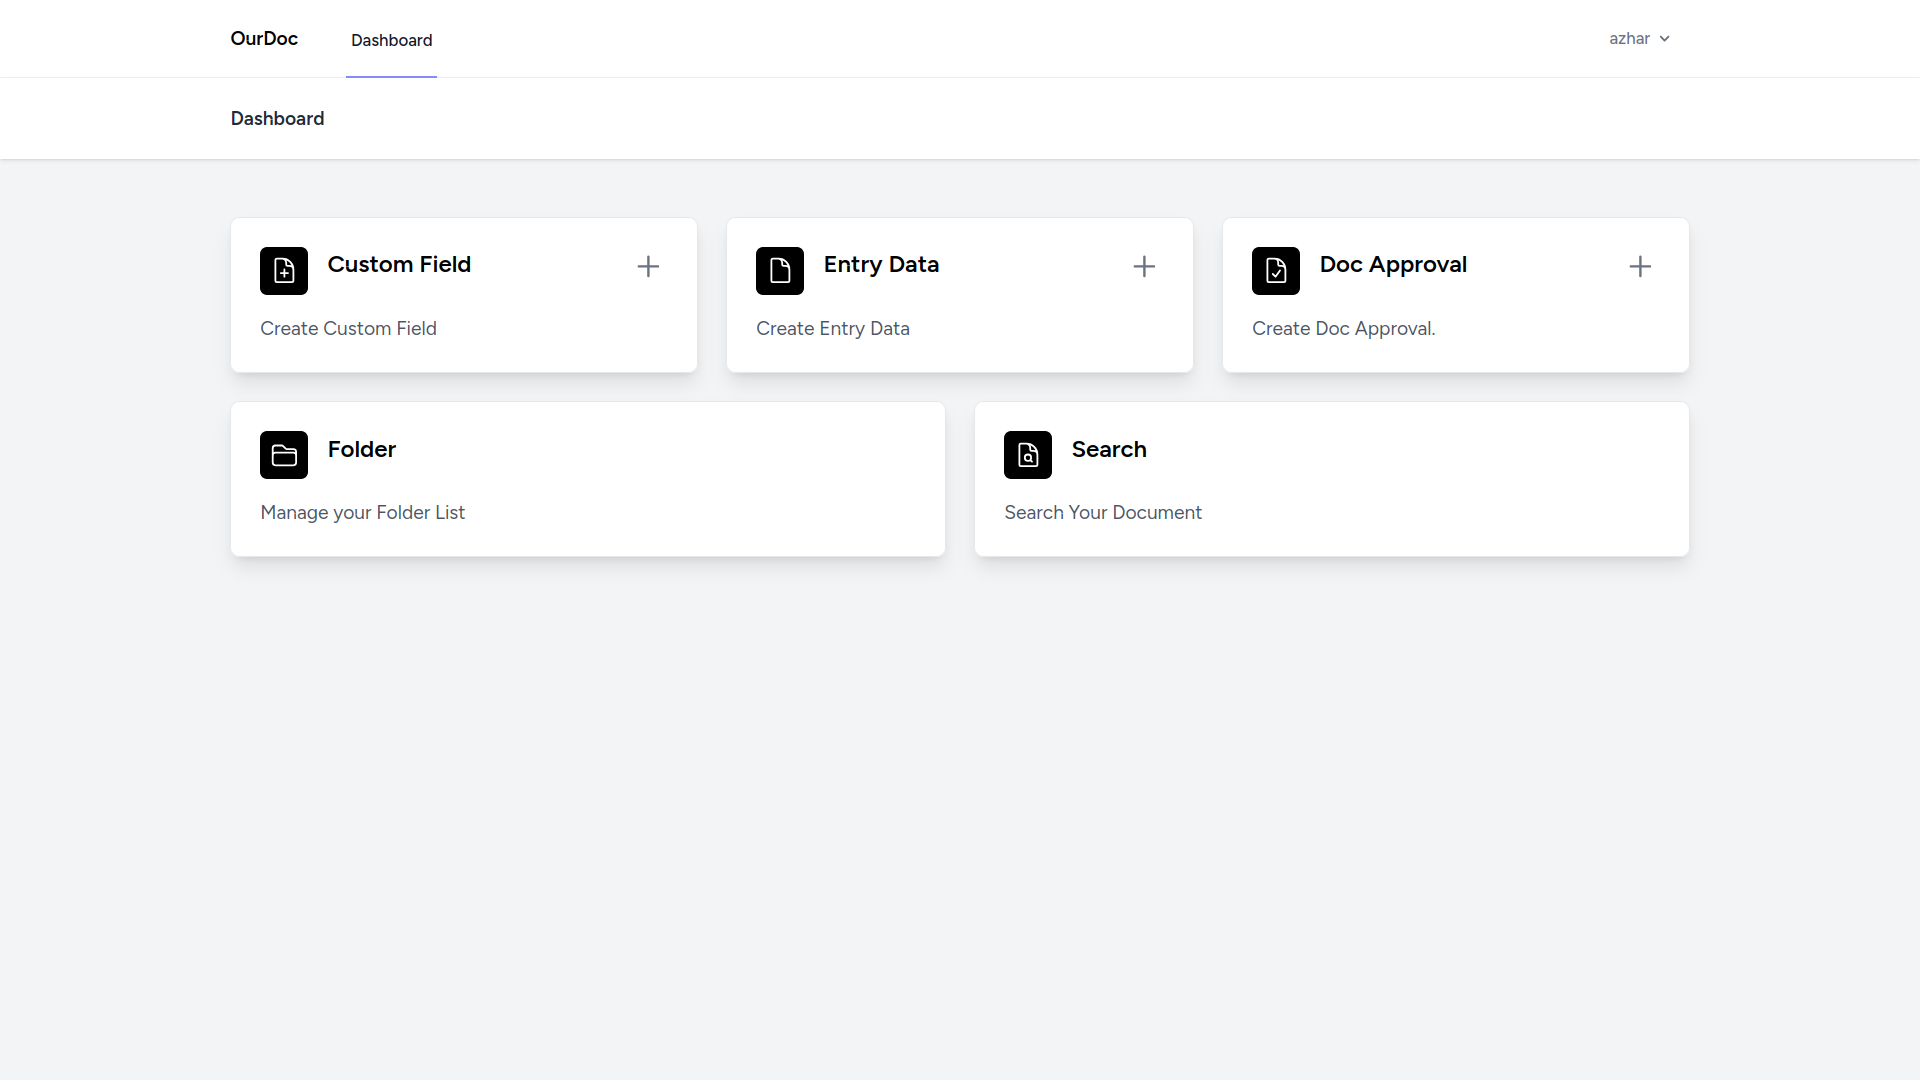 OurDoc
Dashboard
azhar
Dashboard
Custom Field
Create Custom Field
Entry Data
Create Entry Data
Doc Approval
Create Doc Approval.
Folder
Manage your Folder List
Search
Search Your Document